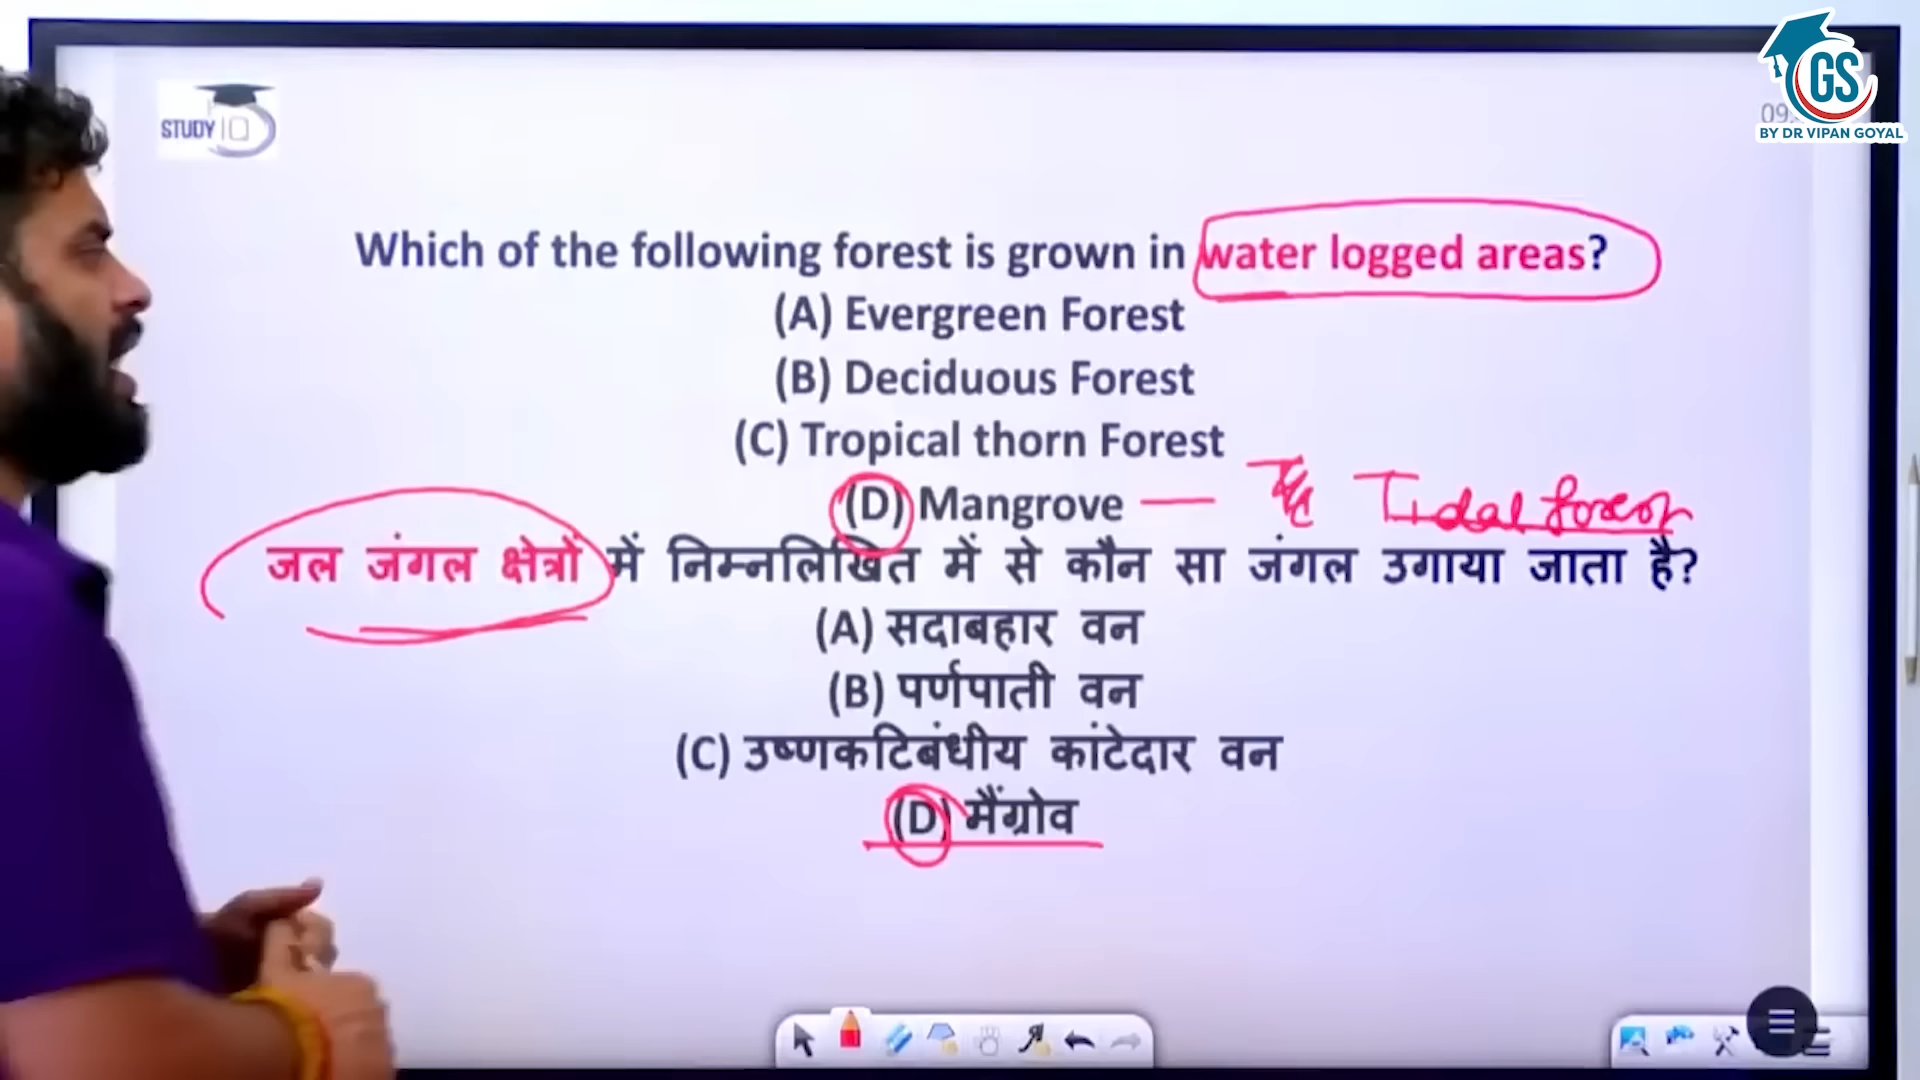 STUDY IQ
GS
BY DR VIPAN GOYAL
Which of the following forest is grown in water logged areas?
(A) Evergreen Forest
(B) Deciduous Forest
(C) Tropical thorn Forest
(D) Mangrove — Tidal forest
जल जंगल क्षेत्रों में निम्नलिखित में से कौन सा जंगल उगाया जाता है?
(A) सदाबहार वन
(B) पर्णपाती वन
(C) उष्णकटिबंधीय कांटेदार वन
(D) मैंग्रोव